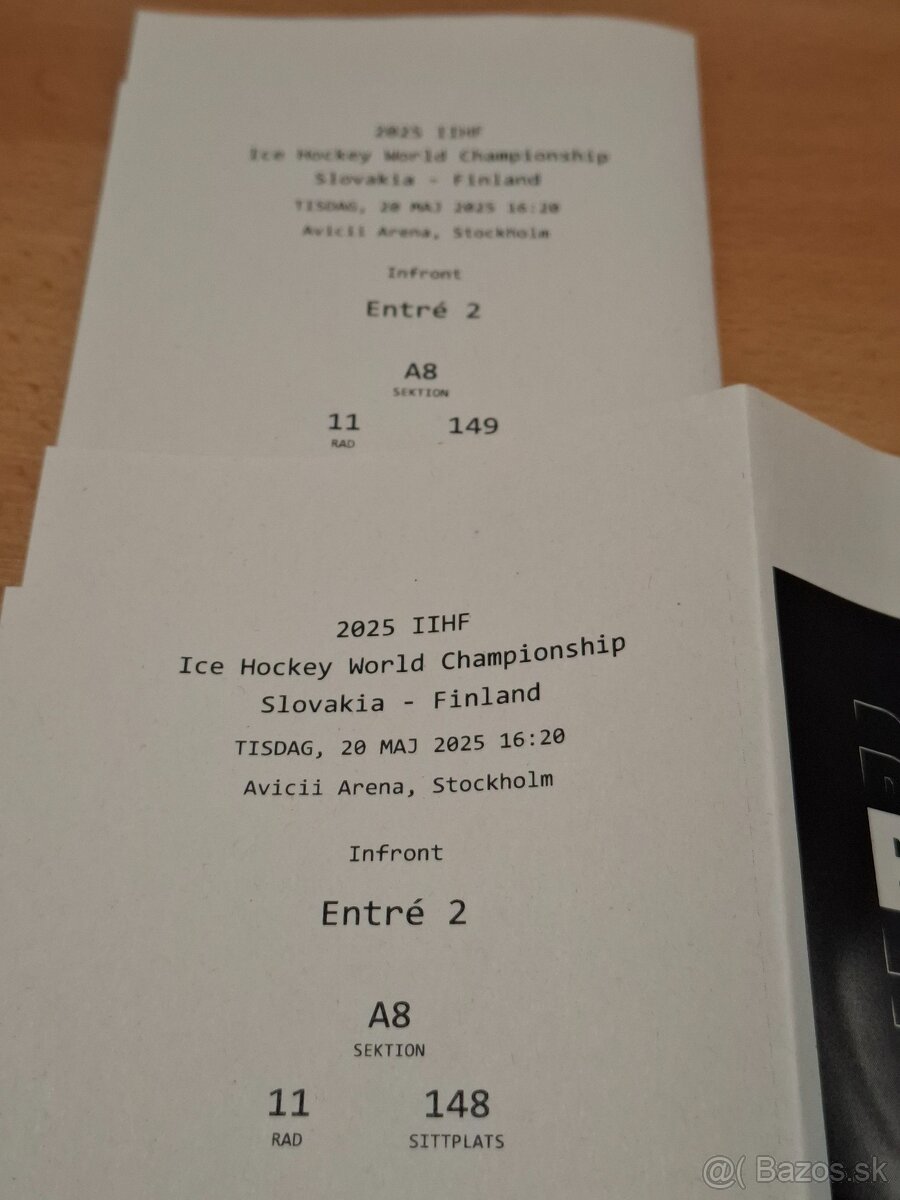 2025 IIHF
Ice Hockey World Championship
Slovakia - Finland
TISDAG, 20 MAJ 2025 16:20
Avicii Arena, Stockholm
Infront
Entré 2
A8
SEKTION
11 149
RAD
2025 IIHF
Ice Hockey World Championship
Slovakia - Finland
TISDAG, 20 MAJ 2025 16:20
Avicii Arena, Stockholm
Infront
Entré 2
A8
SEKTION
11 148
RAD SITTPLATS
@( Bazos.sk